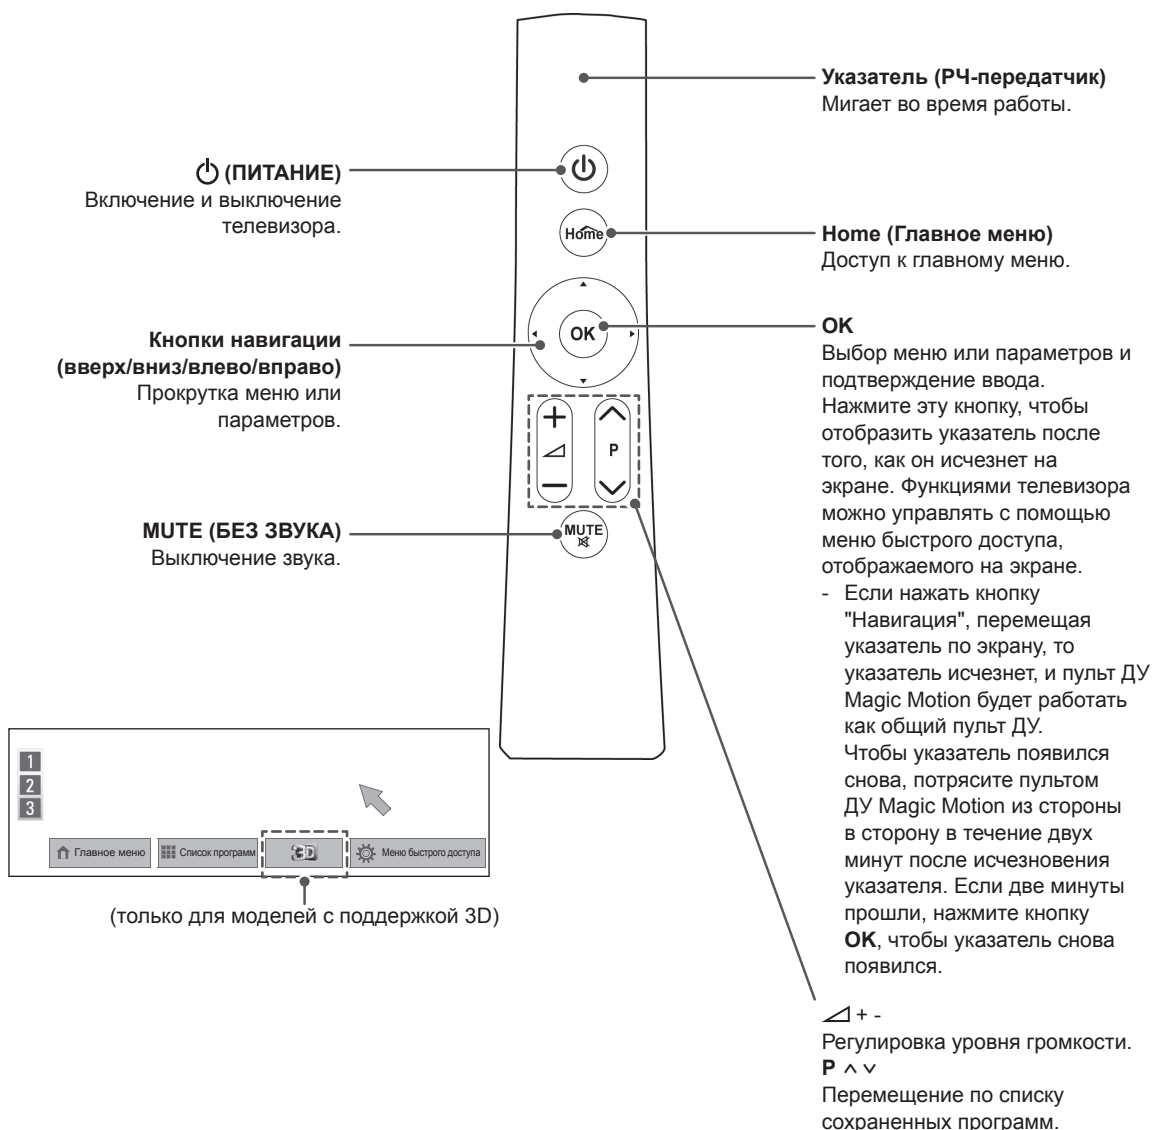 Указатель (РЧ-передатчик)
Мигает во время работы.
(ПИТАНИЕ)
Включение и выключение
телевизора.
Home
Home (Главное меню)
Доступ к главному меню.
Кнопки навигации
(вверх/вниз/влево/вправо)
Прокрутка меню или
параметров.
OK
OK
Выбор меню или параметров и
подтверждение ввода.
Нажмите эту кнопку, чтобы
отобразить указатель после
того, как он исчезнет на
экране. Функциями телевизора
можно управлять с помощью
меню быстрого доступа,
отображаемого на экране.
- Если нажать кнопку
"Навигация", перемещая
указатель по экрану, то
указатель исчезнет, и пульт ДУ
Magic Motion будет работать
как общий пульт ДУ.
Чтобы указатель появился
снова, потрясите пультом
ДУ Magic Motion из стороны
в сторону в течение двух
минут после исчезновения
указателя. Если две минуты
прошли, нажмите кнопку
OK, чтобы указатель снова
появился.
+
P
−
MUTE (БЕЗ ЗВУКА)
Выключение звука.
MUTE
1
2
3
Главное меню
Список программ
3D
Меню быстрого доступа
(только для моделей с поддержкой 3D)
+ -
Регулировка уровня громкости.
P ^ v
Перемещение по списку
сохраненных программ.